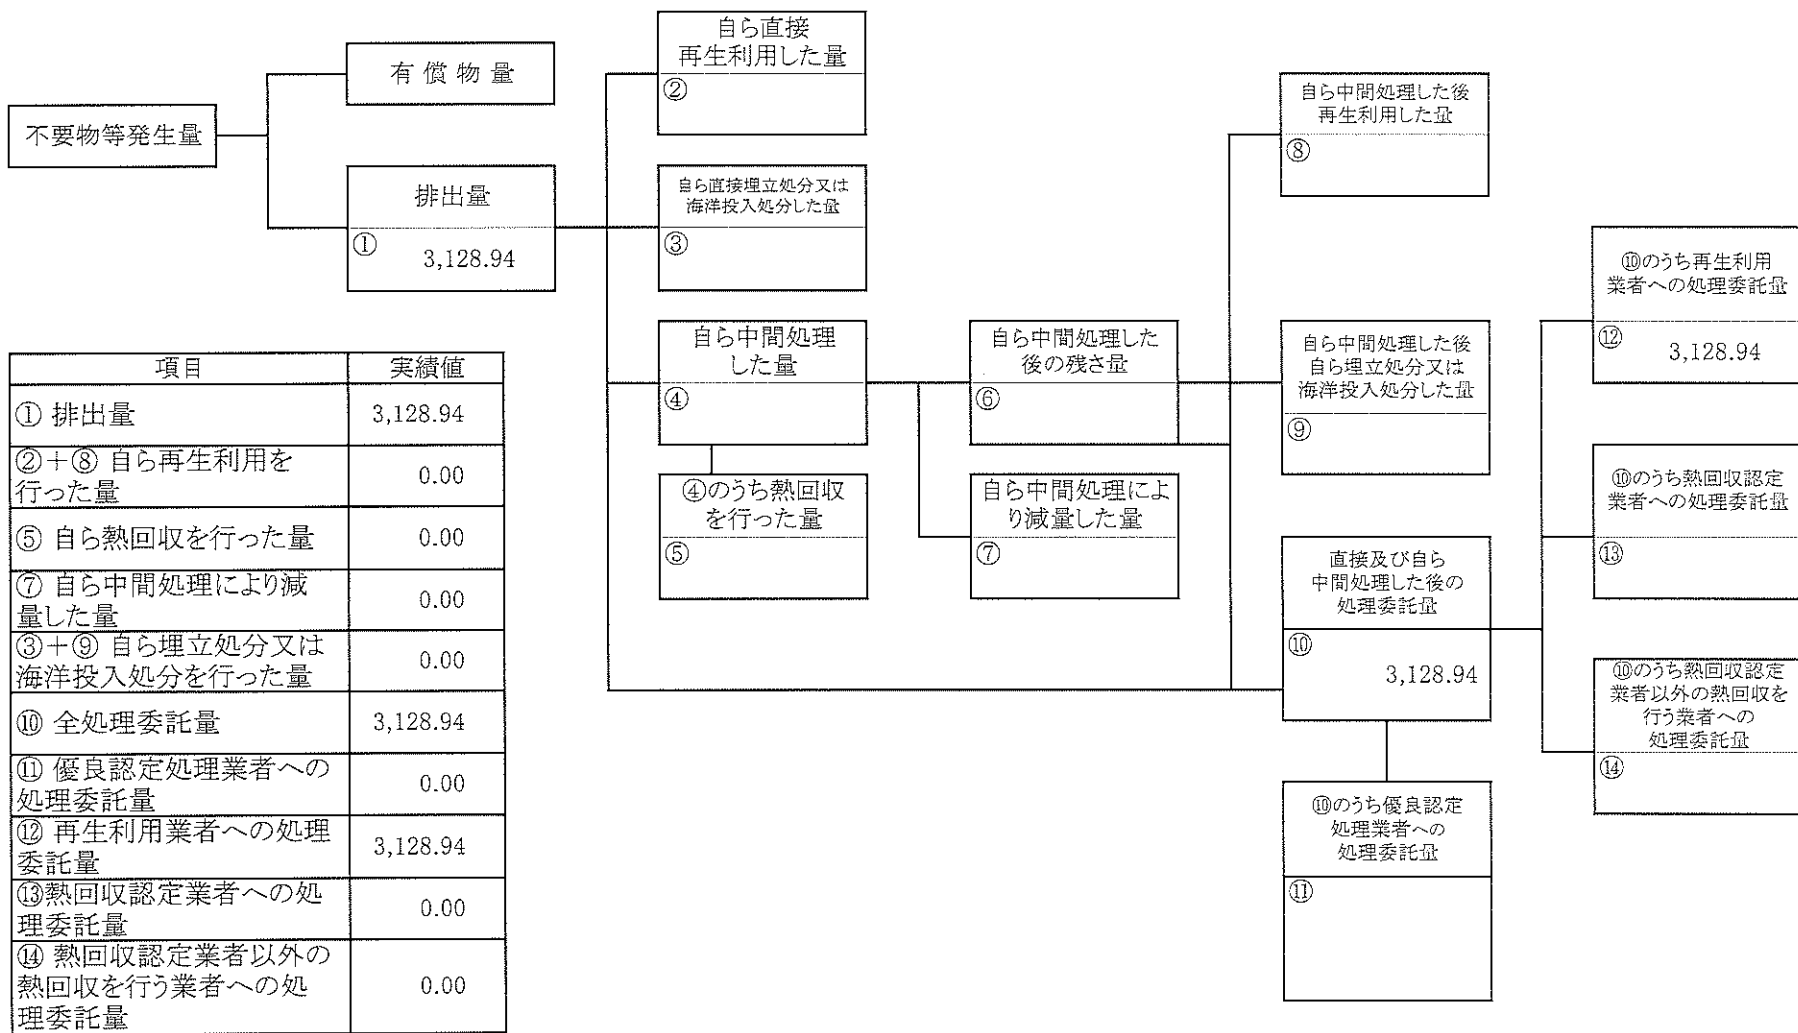 不要物等発生量
有償物量
排出量
①
3,128.94
自ら直接
再生利用した量
②
自ら直接埋立処分又は
海洋投入処分した量
③
自ら中間処理
した量
④
④のうち熱回収
を行った量
⑤
自ら中間処理した
後の残さ量
⑥
自ら中間処理によ
り減量した量
⑦
自ら中間処理した後
再生利用した量
⑧
自ら中間処理した後
自ら埋立処分又は
海洋投入処分した量
⑨
直接及び自ら
中間処理した後の
処理委託量
⑩
3,128.94
⑩のうち優良認定
処理業者への
処理委託量
⑪
⑩のうち再生利用
業者への処理委託量
⑫
3,128.94
⑩のうち熱回収認定
業者への処理委託量
⑬
⑩のうち熱回収認定
業者以外の熱回収を
行う業者への
処理委託量
⑭
項目 実績値
① 排出量 3,128.94
②+⑧ 自ら再生利用を
行った量 0.00
⑤ 自ら熱回収を行った量 0.00
⑦ 自ら中間処理により減
量した量 0.00
③+⑨ 自ら埋立処分又は
海洋投入処分を行った量 0.00
⑩ 全処理委託量 3,128.94
⑪ 優良認定処理業者への
処理委託量 0.00
⑫ 再生利用業者への処理
委託量 3,128.94
⑬熱回収認定業者への処
理委託量 0.00
⑭ 熱回収認定業者以外の
熱回収を行う業者への処
理委託量 0.00